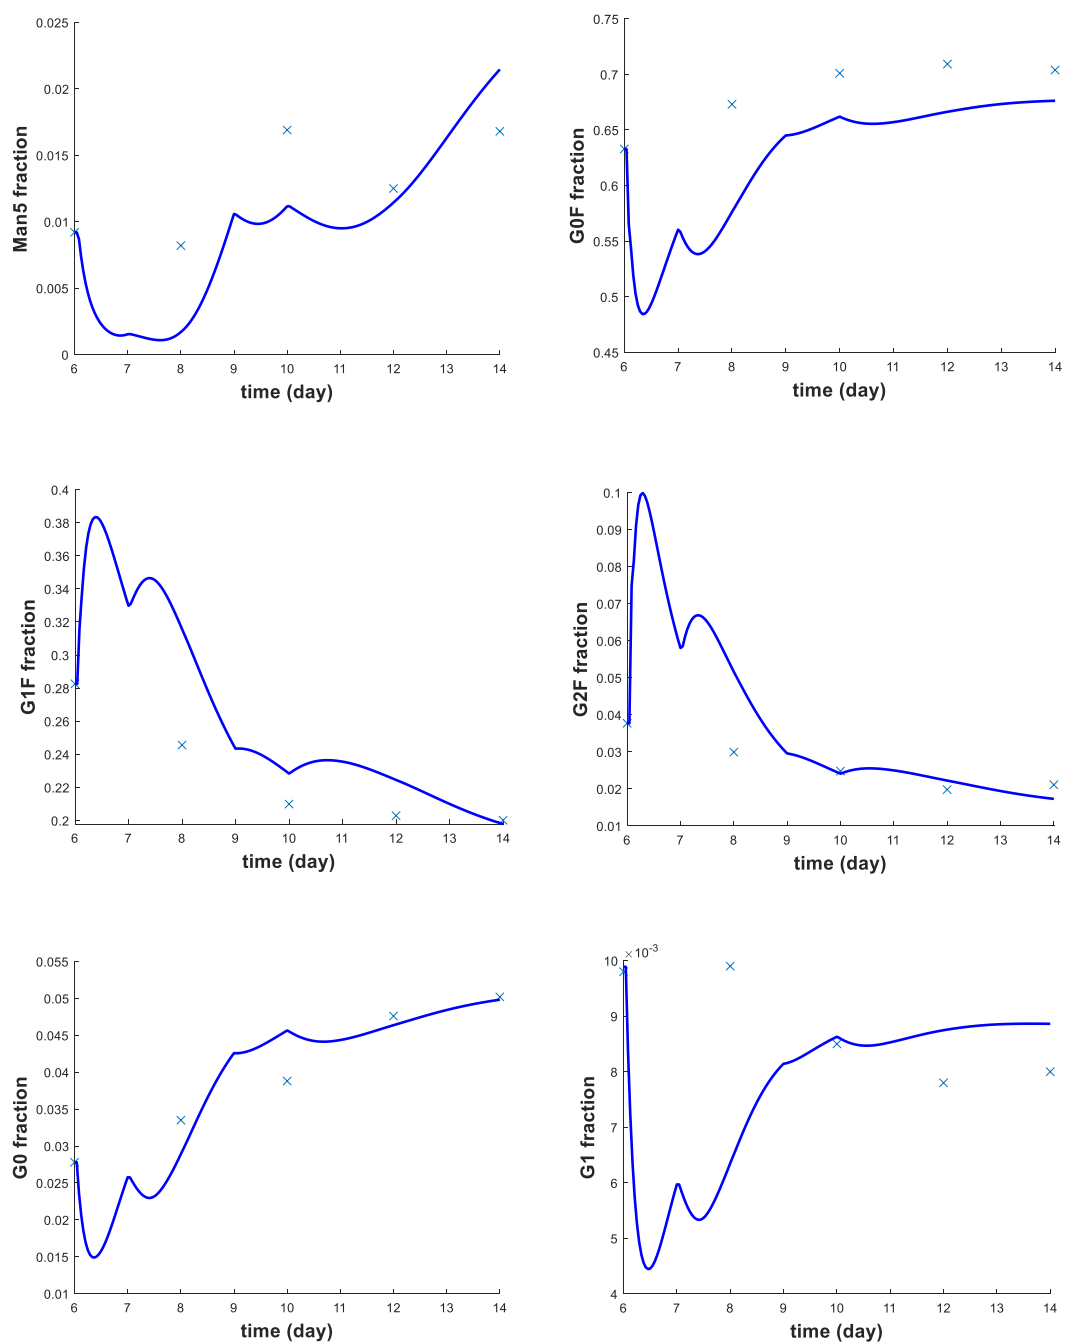 0.025
0.02
0.015
0.01
0.005
0
Man5 fraction
6 7 8 9 10 11 12 13 14
time (day)
0.75
0.7
0.65
0.6
0.55
0.5
0.45
G0F fraction
6 7 8 9 10 11 12 13 14
time (day)
0.4
0.38
0.36
0.34
0.32
0.3
0.28
0.26
0.24
0.22
0.2
G1F fraction
6 7 8 9 10 11 12 13 14
time (day)
0.1
0.09
0.08
0.07
0.06
0.05
0.04
0.03
0.02
0.01
G2F fraction
6 7 8 9 10 11 12 13 14
time (day)
0.055
0.05
0.045
0.04
0.035
0.03
0.025
0.02
0.015
0.01
G0 fraction
6 7 8 9 10 11 12 13 14
time (day)
×10-3
10
9
8
7
6
5
4
G1 fraction
6 7 8 9 10 11 12 13 14
time (day)